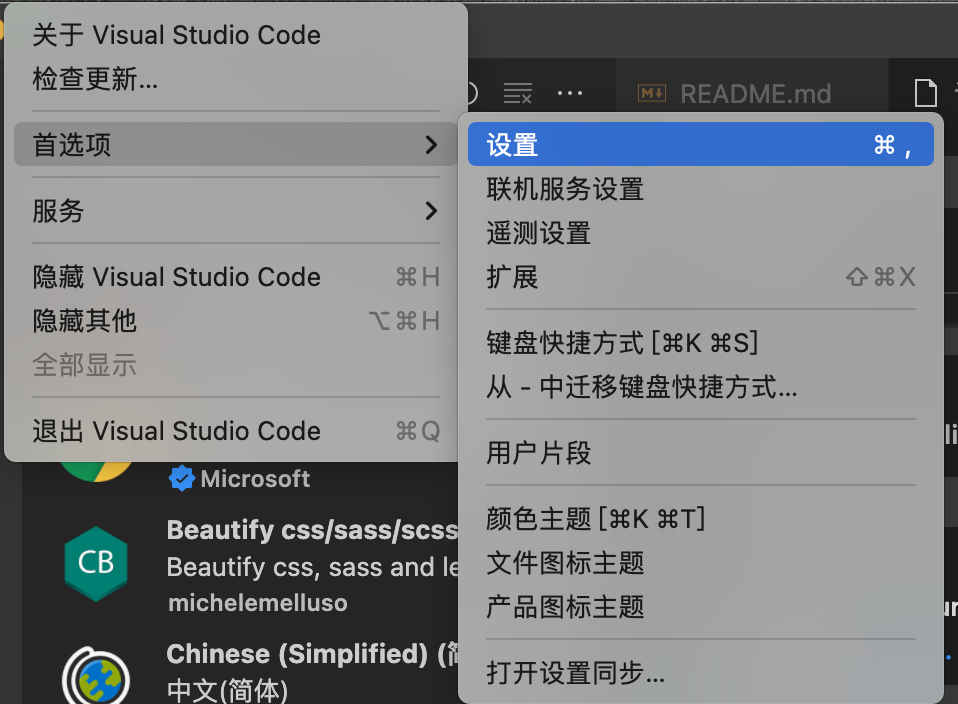 关于 Visual Studio Code
检查更新...
首选项
服务
隐藏 Visual Studio Code ⌘H
隐藏其他 ⌥⌘H
全部显示
退出 Visual Studio Code ⌘Q
README.md
设置 ⌘ ,
联机服务设置
遥测设置
扩展 ⇧⌘X
键盘快捷方式 [⌘K ⌘S]
从 - 中迁移键盘快捷方式...
用户片段
颜色主题 [⌘K ⌘T]
文件图标主题
产品图标主题
打开设置同步...
Microsoft
CB
Beautify css/sass/scss
Beautify css, sass and le
michelemelluso
Chinese (Simplified) (简
中文(简体)